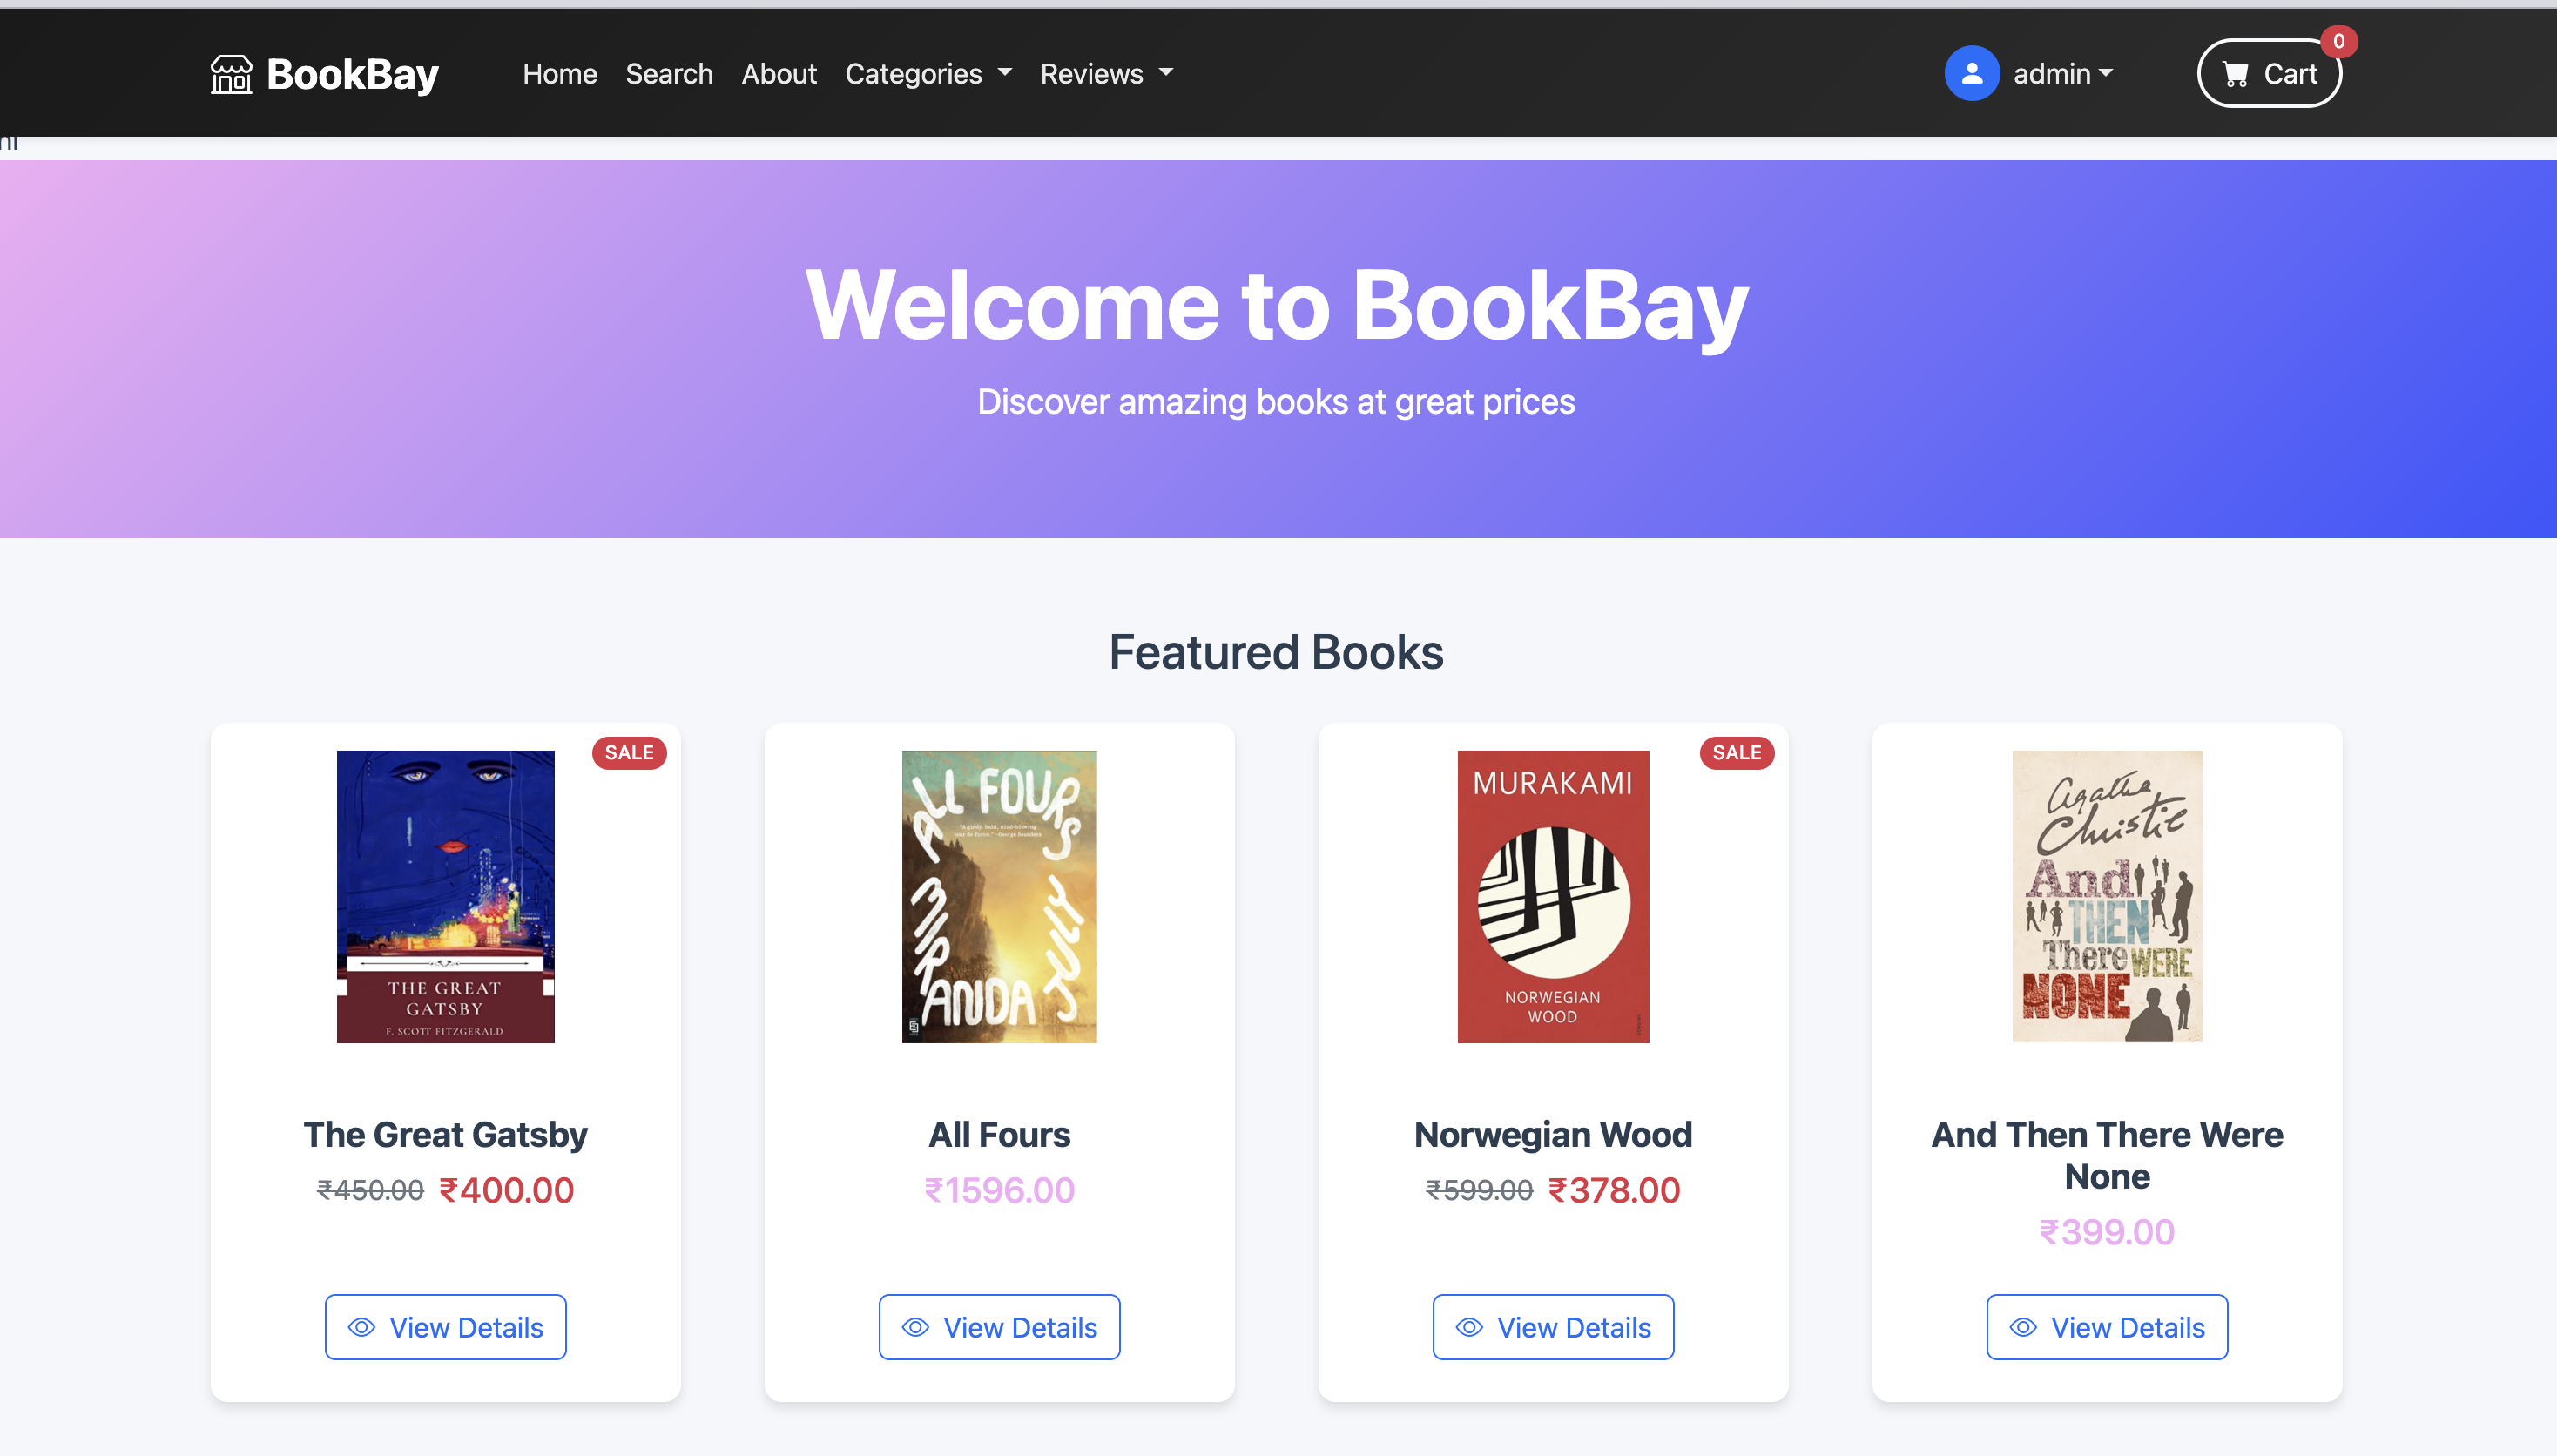 BookBay Home Search About Categories Reviews admin Cart 0
Welcome to BookBay
Discover amazing books at great prices
Featured Books
SALE
THE GREAT
GATSBY
F. SCOTT FITZGERALD
The Great Gatsby
₹450.00 ₹400.00
View Details
ALL FOURS
MIRANDA JULY
All Fours
₹1596.00
View Details
SALE
MURAKAMI
NORWEGIAN
WOOD
Norwegian Wood
₹599.00 ₹378.00
View Details
Agatha
Christie
And
THEN
There WERE
NONE
And Then There Were
None
₹399.00
View Details